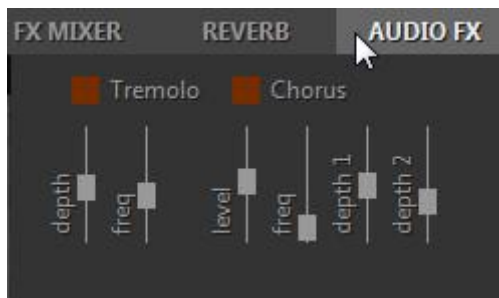 FX MIXER REVERB AUDIO FX
Tremolo Chorus
depth freq level freq depth 1 depth 2